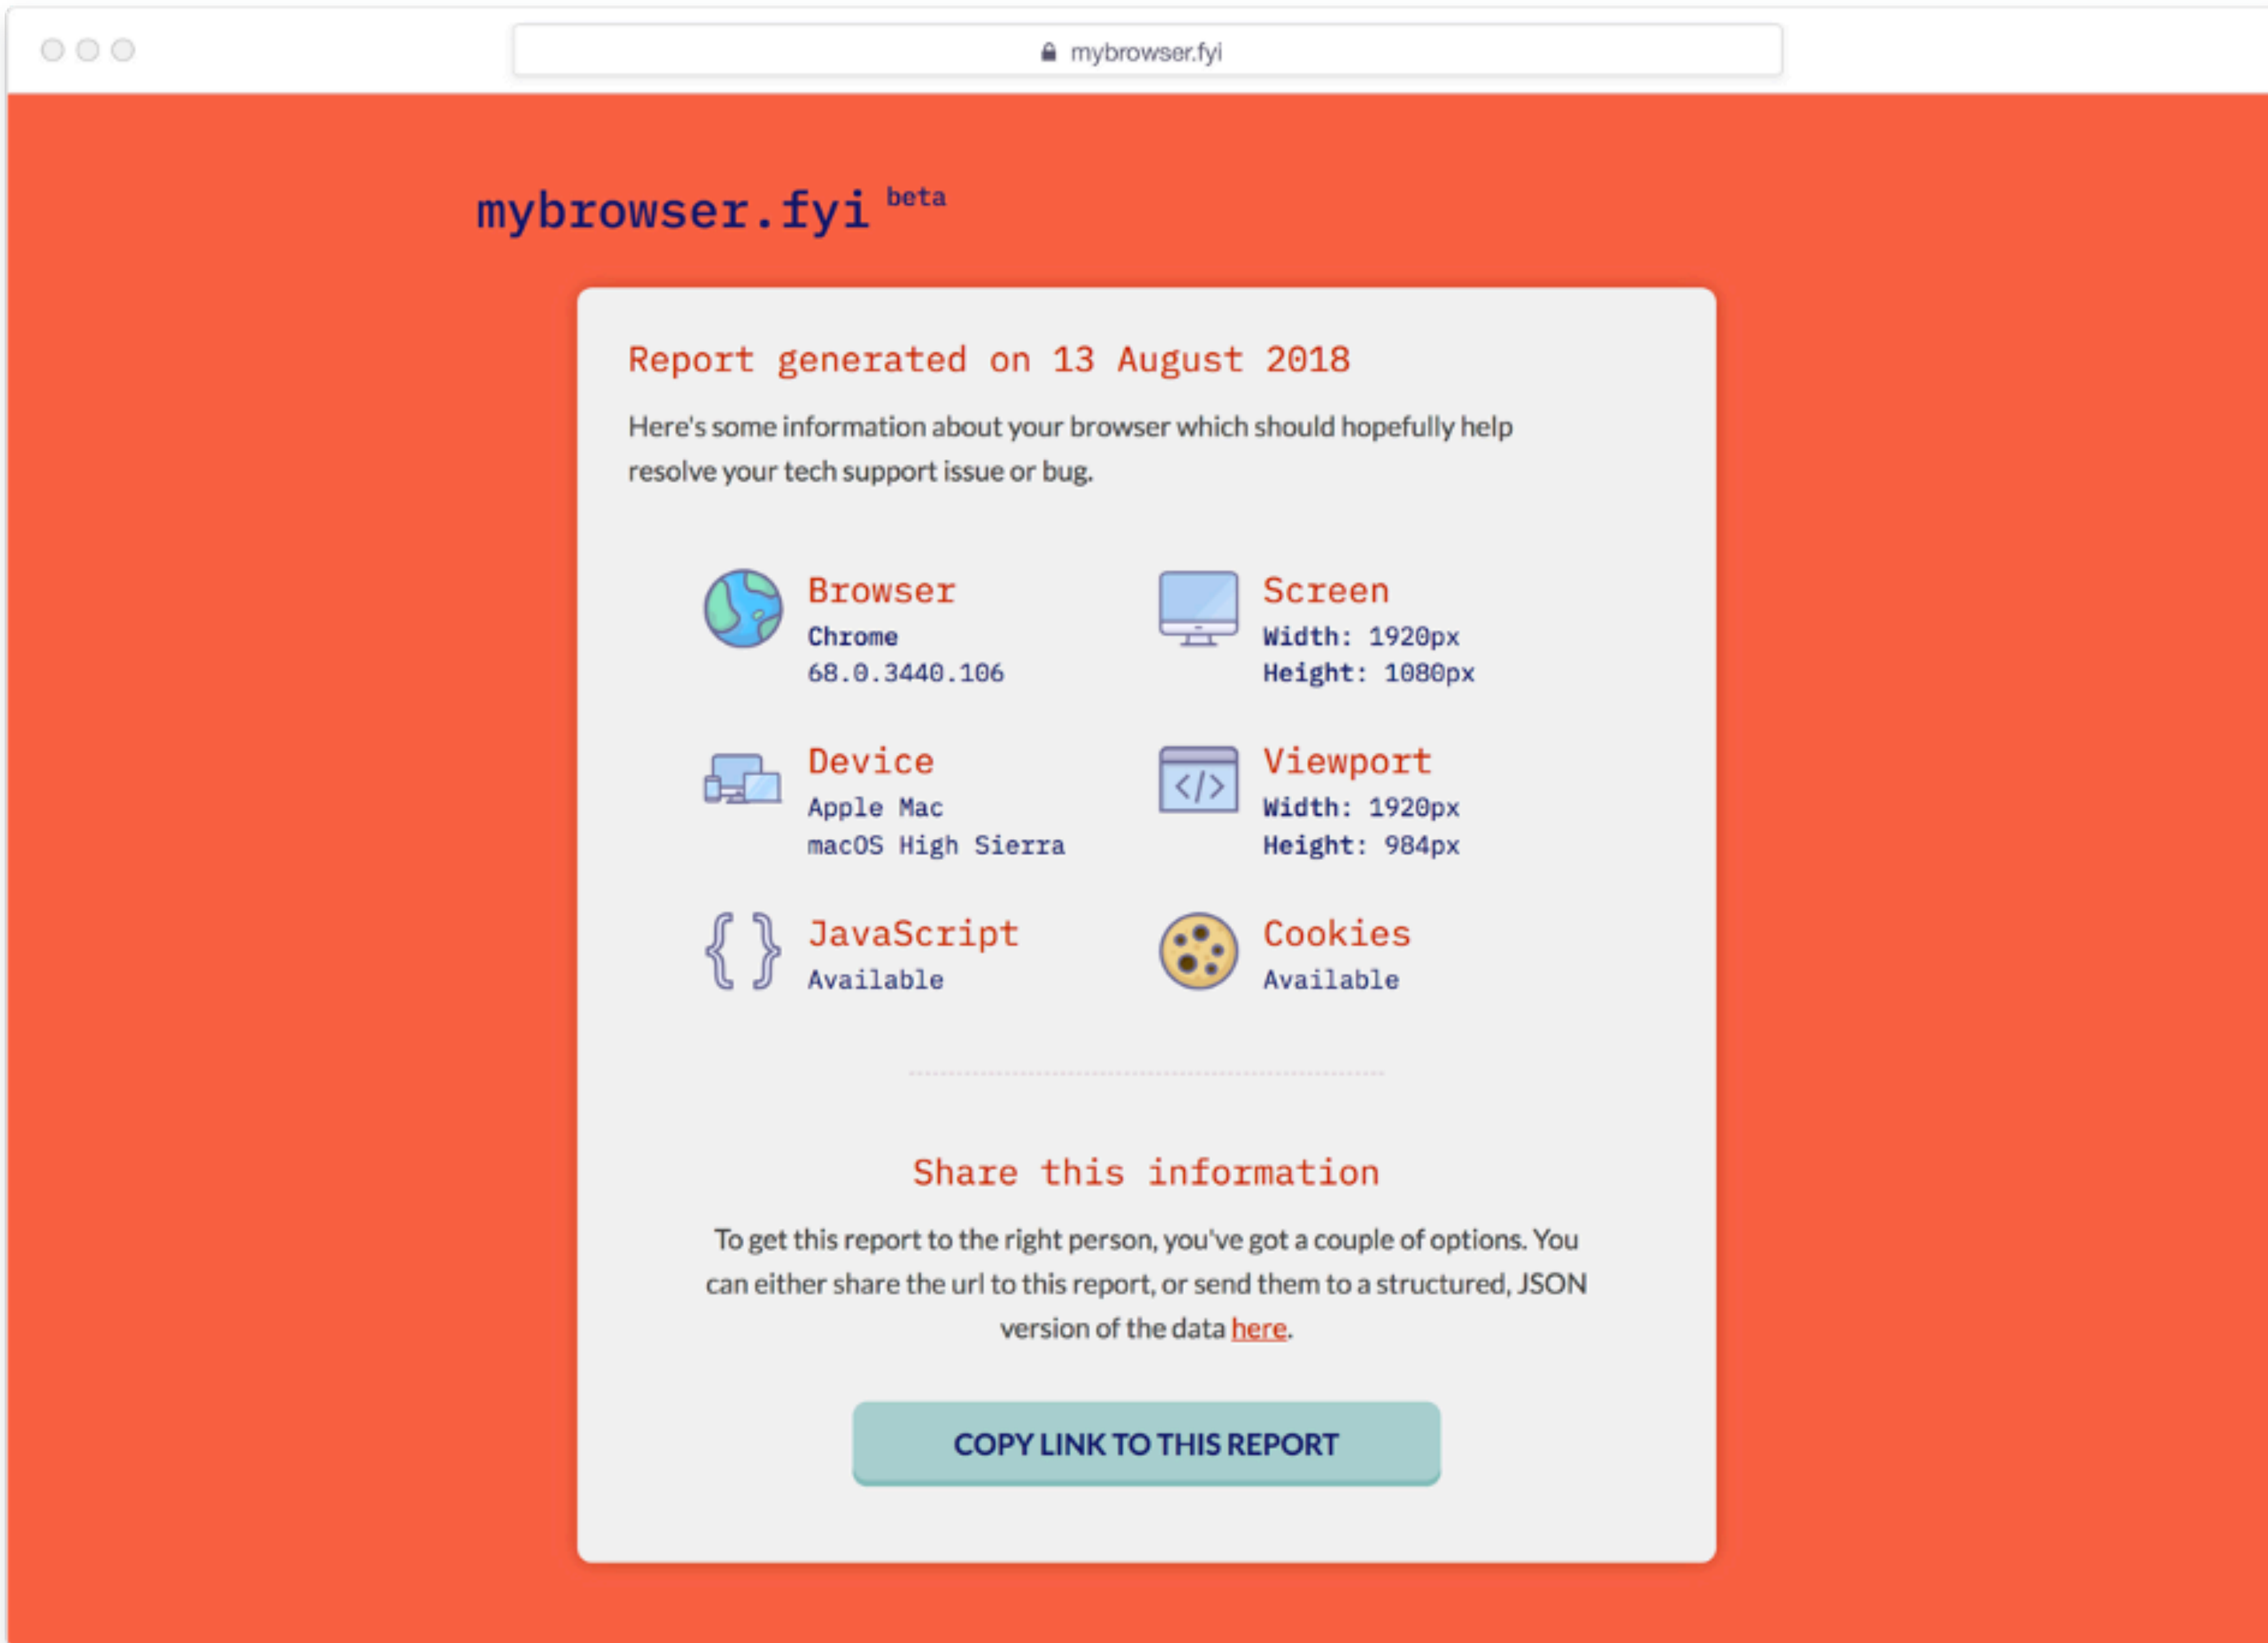 mybrowser.fyi
mybrowser.fyi beta
Report generated on 13 August 2018
Here's some information about your browser which should hopefully help
resolve your tech support issue or bug.
Browser
Chrome
68.0.3440.106
Screen
Width: 1920px
Height: 1080px
Device
Apple Mac
macOS High Sierra
Viewport
</>
Width: 1920px
Height: 984px
{ }
JavaScript
Available
Cookies
Available
Share this information
To get this report to the right person, you've got a couple of options. You
can either share the url to this report, or send them to a structured, JSON
version of the data here.
COPY LINK TO THIS REPORT